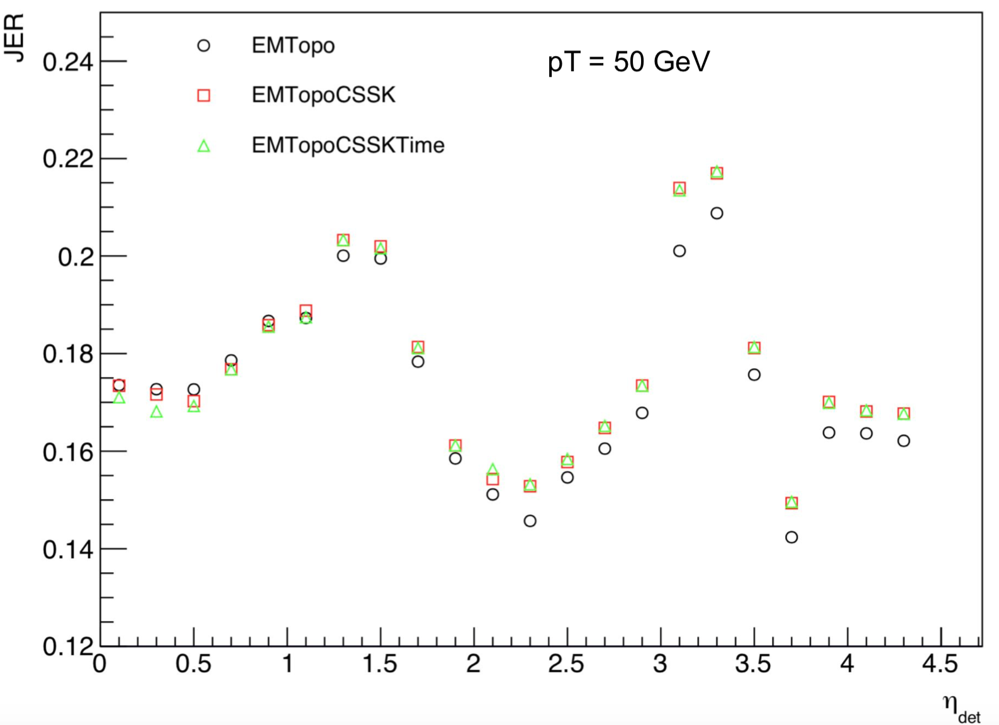 JER
EMTopo
pT = 50 GeV
EMTopoCSSK
EMTopoCSSKTime
0.24
0.22
0.2
0.18
0.16
0.14
0.12
0 0.5 1 1.5 2 2.5 3 3.5 4 4.5
ηdet